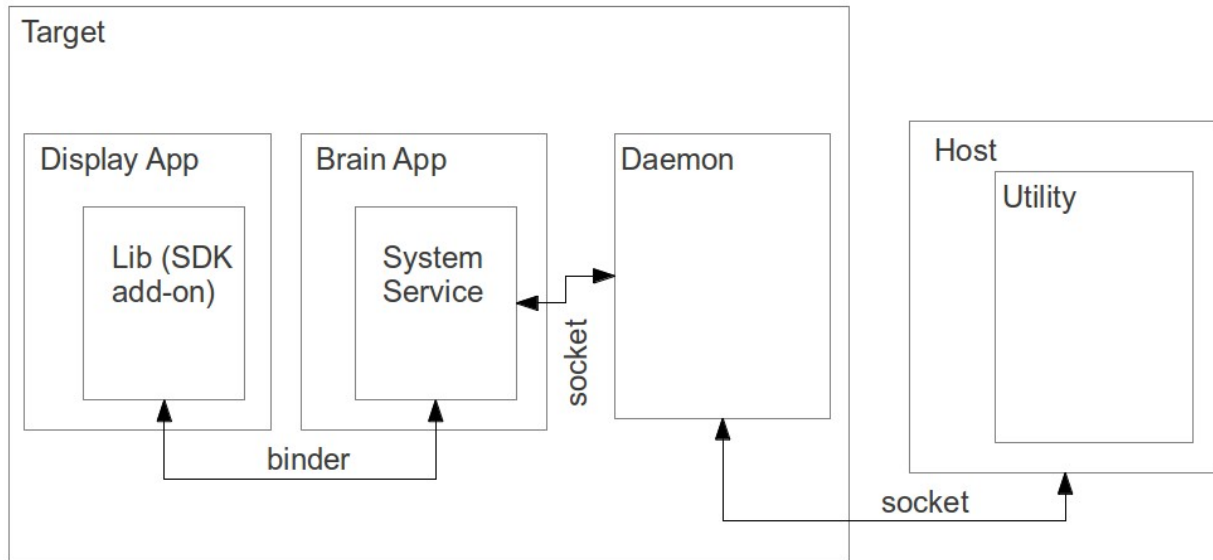 Target
Display App
Lib (SDK
add-on)
Brain App
System
Service
binder
socket
Daemon
Host
Utility
socket